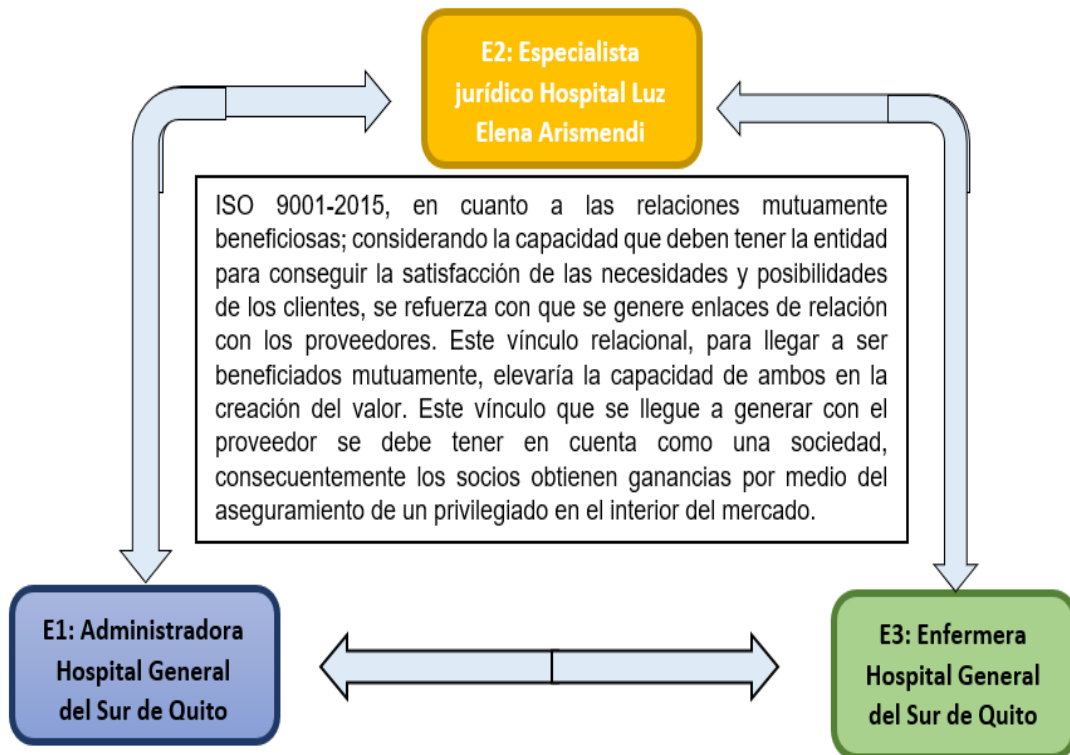 E2: Especialista
jurídico Hospital Luz
Elena Arismendi
ISO 9001-2015, en cuanto a las relaciones mutuamente
beneficiosas; considerando la capacidad que deben tener la entidad
para conseguir la satisfacción de las necesidades y posibilidades
de los clientes, se refuerza con que se genere enlaces de relación
con los proveedores. Este vínculo relacional, para llegar a ser
beneficiados mutuamente, elevaría la capacidad de ambos en la
creación del valor. Este vínculo que se llegue a generar con el
proveedor se debe tener en cuenta como una sociedad,
consecuentemente los socios obtienen ganancias por medio del
aseguramiento de un privilegiado en el interior del mercado.
E1: Administradora
Hospital General
del Sur de Quito
E3: Enfermera
Hospital General
del Sur de Quito